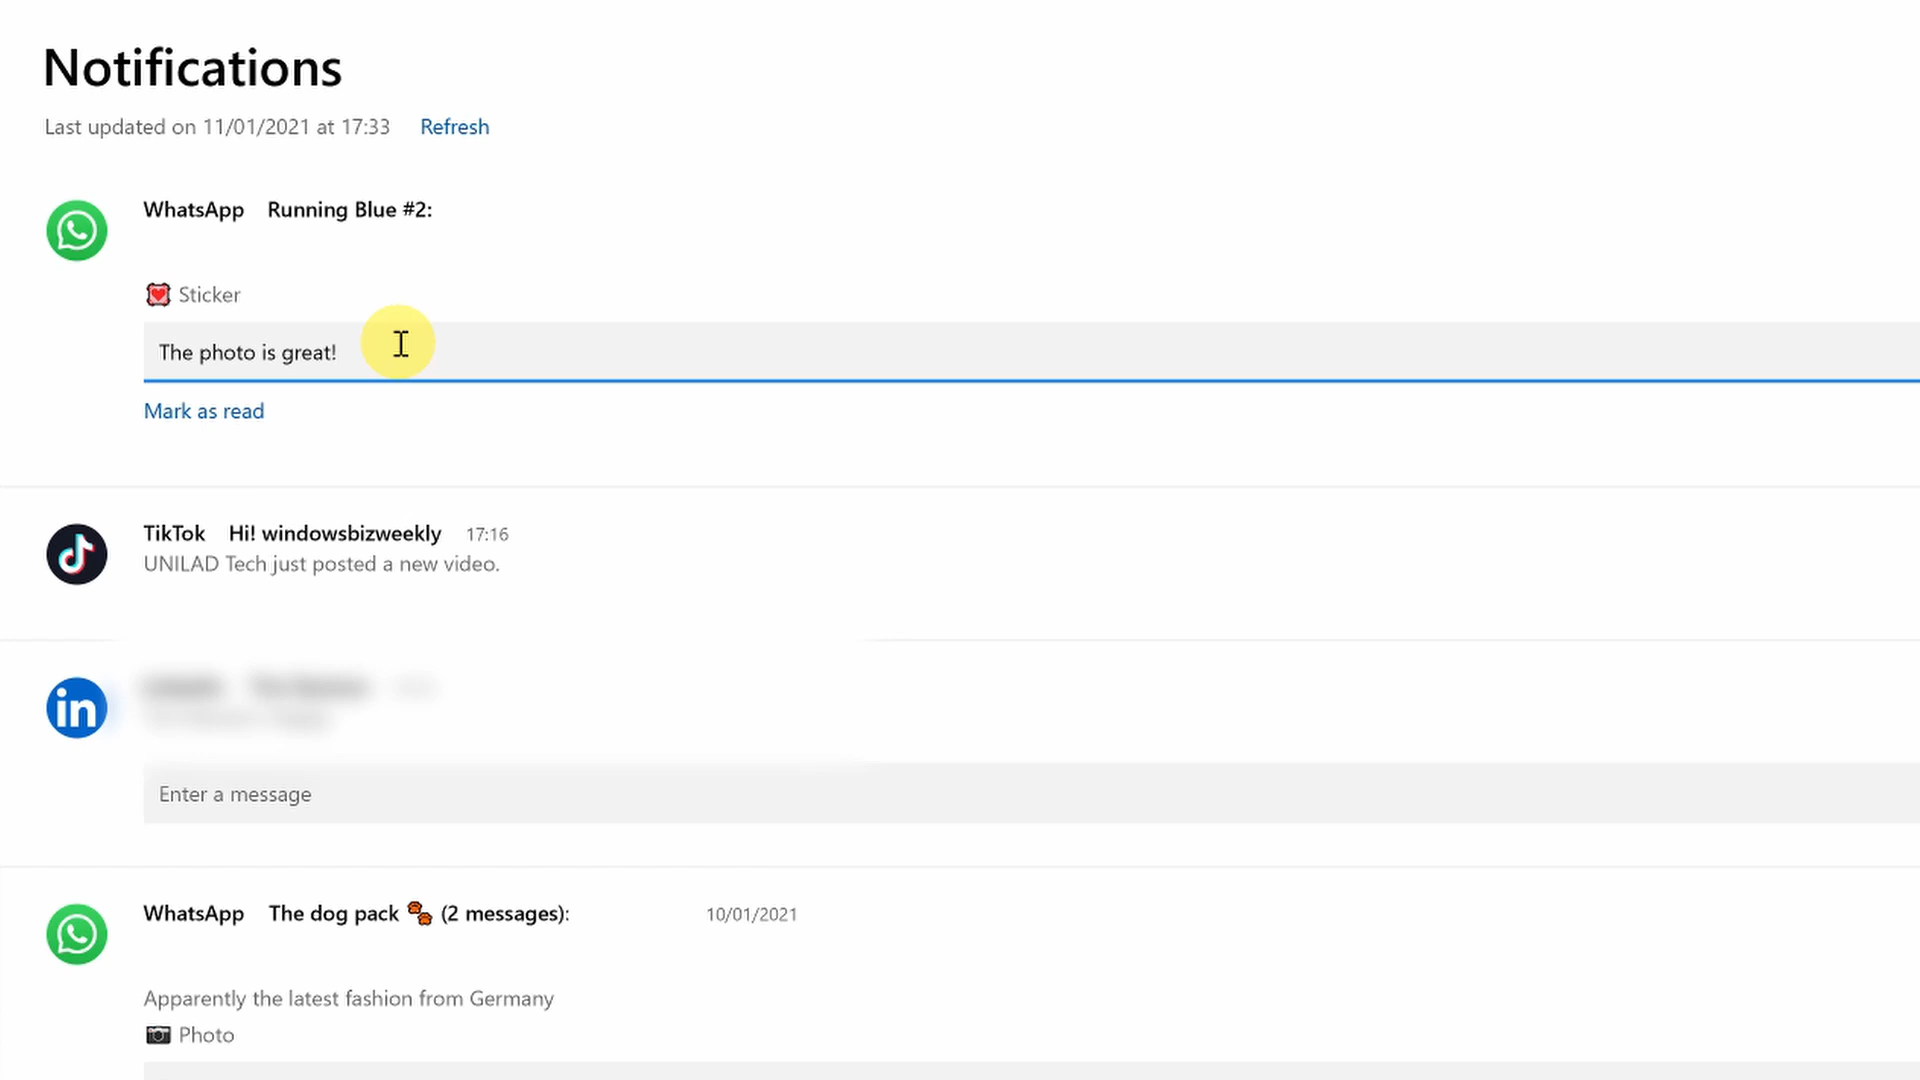 Notifications
Last updated on 11/01/2021 at 17:33 Refresh
WhatsApp Running Blue #2:
Sticker
The photo is great!
Mark as read
TikTok Hi! windowsbizweekly 17:16
UNILAD Tech just posted a new video.
in
Enter a message
WhatsApp The dog pack 🐾 (2 messages): 10/01/2021
Apparently the latest fashion from Germany
Photo